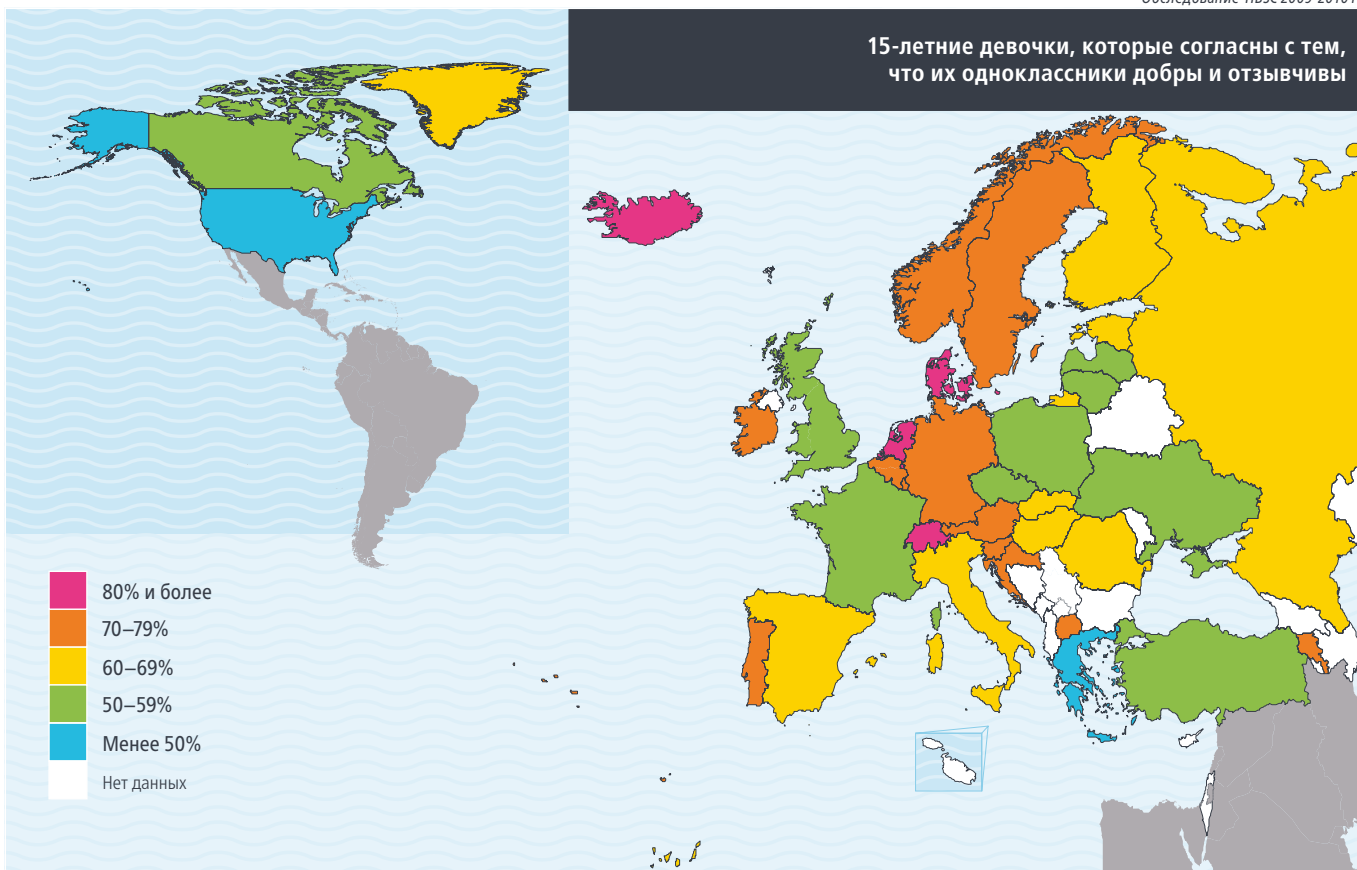 15-летние девочки, которые согласны с тем,
что их одноклассники добры и отзывчивы
80% и более
70–79%
60–69%
50–59%
Менее 50%
Нет данных